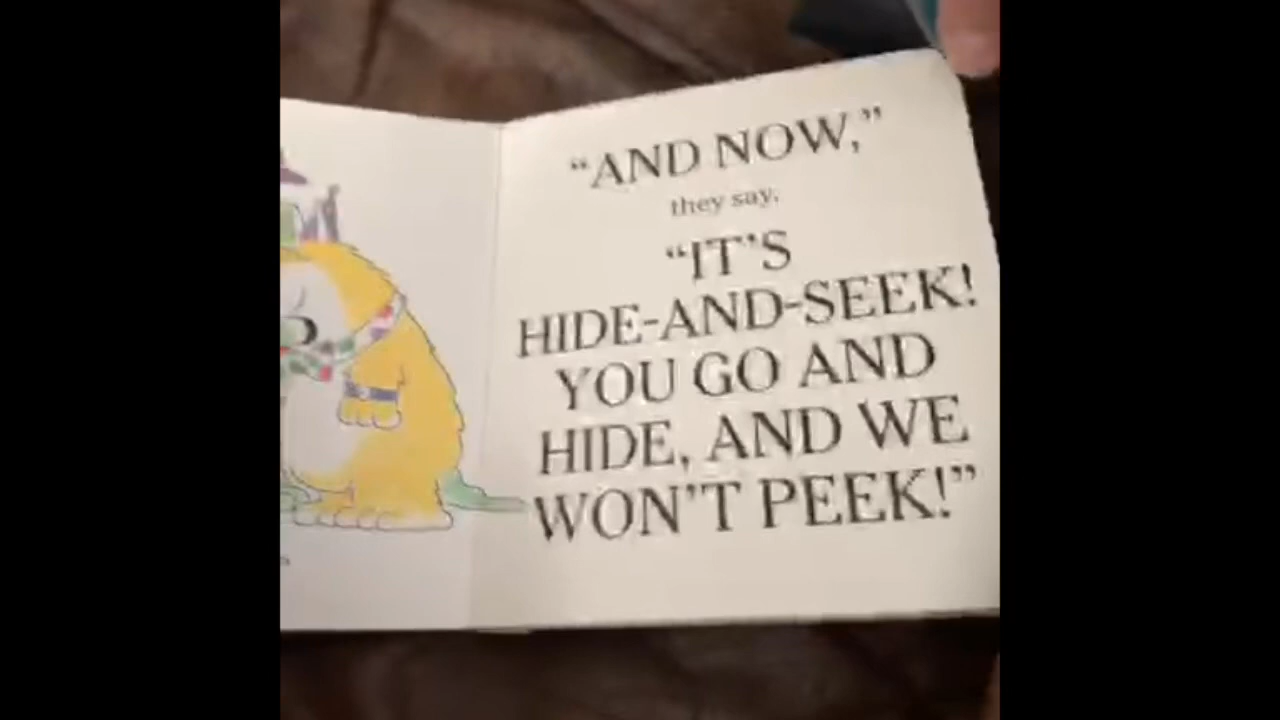 “AND NOW,”
they say,
“IT’S
HIDE-AND-SEEK!
YOU GO AND
HIDE, AND WE
WON’T PEEK!”